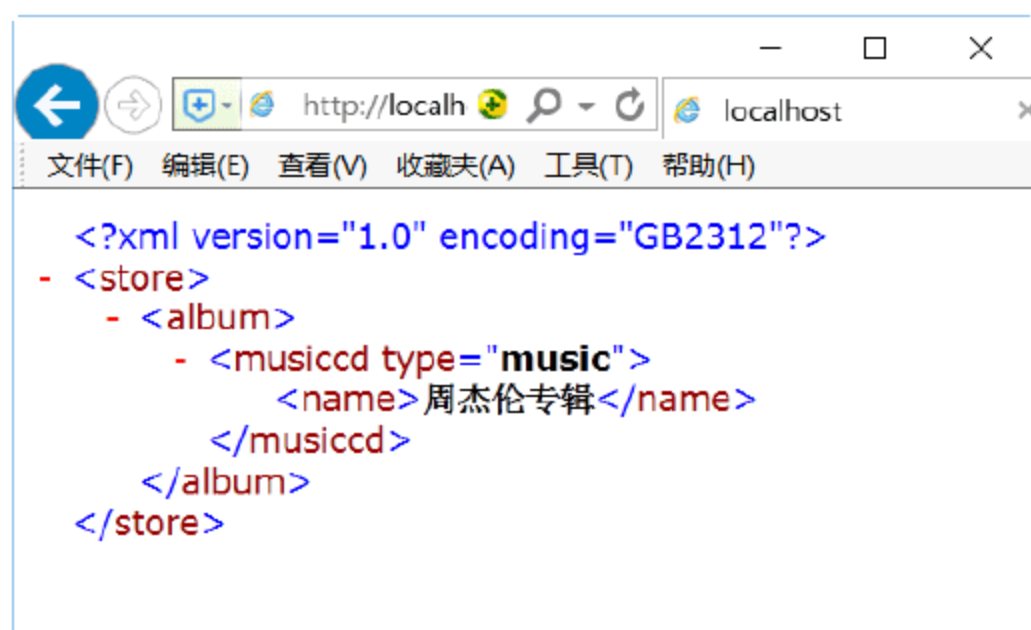 http://localh
localhost
文件(F) 编辑(E) 查看(V) 收藏夹(A) 工具(T) 帮助(H)
<?xml version="1.0" encoding="GB2312"?>
- <store>
- <album>
- <musiccd type="music">
<name>周杰伦专辑</name>
</musiccd>
</album>
</store>